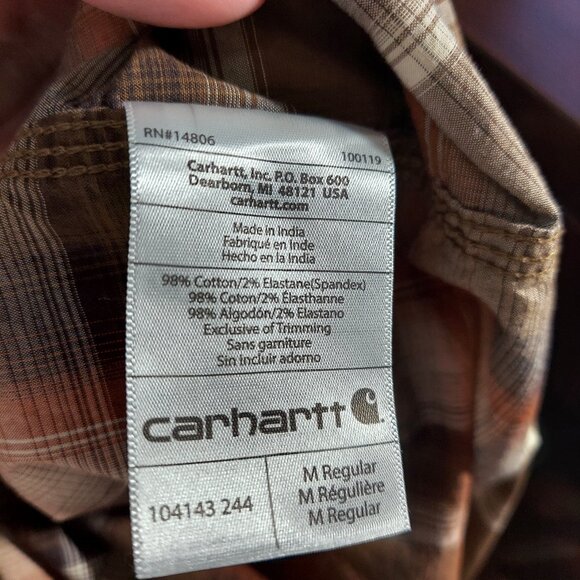 RN#14806
100119
Carhartt, Inc. P.O. Box 600
Dearborn, MI 48121 USA
carhartt.com
Made in India
Fabriqué en Inde
Hecho en la India
98% Cotton/2% Elastane(Spandex)
98% Coton/2% Élasthanne
98% Algodón/2% Elastano
Exclusive of Trimming
Sans garniture
Sin incluir adorno
carhartt
104143 244
M Regular
M Régulière
M Regular